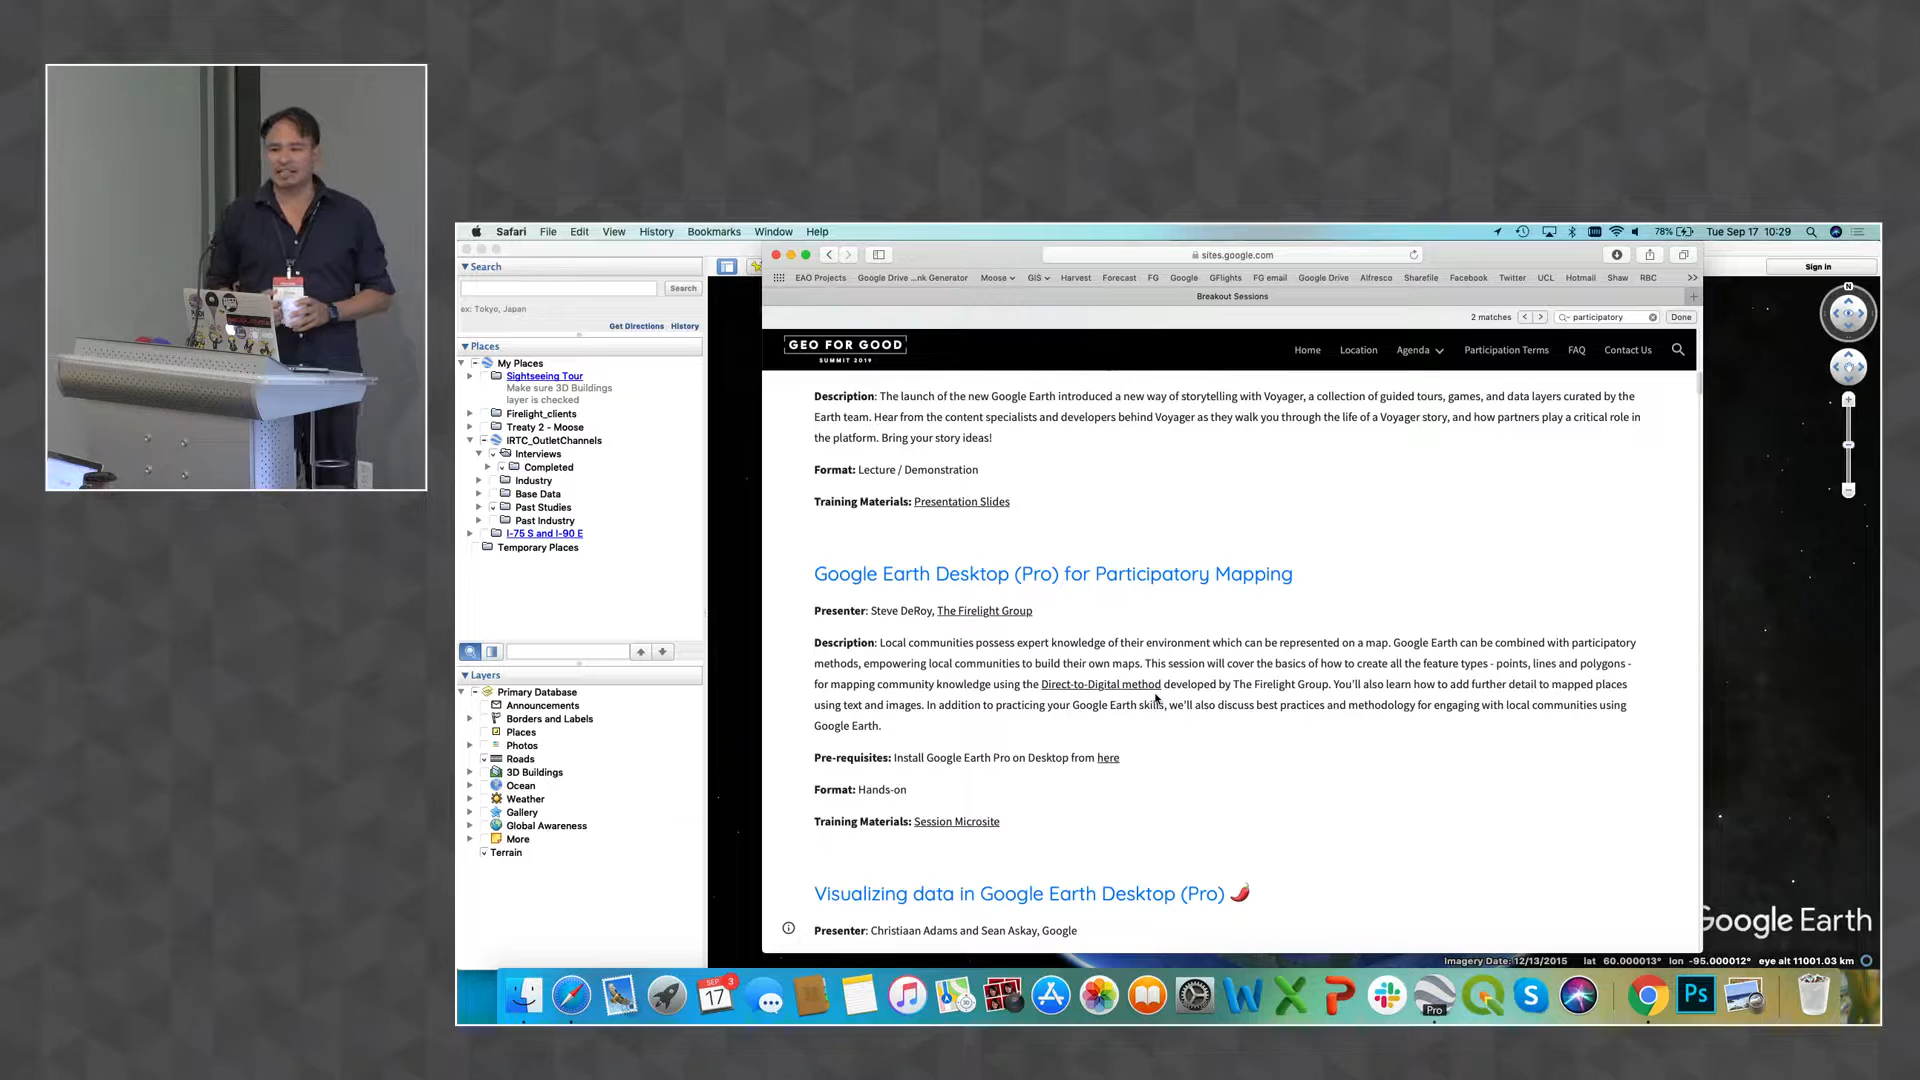 Safari File Edit View History Bookmarks Window Help
78% Tue Sep 17 10:29
Search
Search
ex: Tokyo, Japan
Get Directions History
Places
My Places
Sightseeing Tour
Make sure 3D Buildings
layer is checked
Firelight_clients
Treaty 2 - Moose
IRTC_OutletChannels
Interviews
Completed
Industry
Base Data
Past Studies
Past Industry
I-75 S and I-90 E
Temporary Places
Layers
Primary Database
Announcements
Borders and Labels
Places
Photos
Roads
3D Buildings
Ocean
Weather
Gallery
Global Awareness
More
Terrain
sites.google.com
EAO Projects Google Drive ...nk Generator Moose GIS Harvest Forecast FG Google GFlights FG email Google Drive Alfresco Sharefile Facebook Twitter UCL Hotmail Shaw RBC
Breakout Sessions
2 matches participatory Done
Sign in
N
GEO FOR GOOD
SUMMIT 2019
Home Location Agenda Participation Terms FAQ Contact Us
Description: The launch of the new Google Earth introduced a new way of storytelling with Voyager, a collection of guided tours, games, and data layers curated by the
Earth team. Hear from the content specialists and developers behind Voyager as they walk you through the life of a Voyager story, and how partners play a critical role in
the platform. Bring your story ideas!
Format: Lecture / Demonstration
Training Materials: Presentation Slides
Google Earth Desktop (Pro) for Participatory Mapping
Presenter: Steve DeRoy, The Firelight Group
Description: Local communities possess expert knowledge of their environment which can be represented on a map. Google Earth can be combined with participatory
methods, empowering local communities to build their own maps. This session will cover the basics of how to create all the feature types - points, lines and polygons -
for mapping community knowledge using the Direct-to-Digital method developed by The Firelight Group. You'll also learn how to add further detail to mapped places
using text and images. In addition to practicing your Google Earth skills, we'll also discuss best practices and methodology for engaging with local communities using
Google Earth.
Pre-requisites: Install Google Earth Pro on Desktop from here
Format: Hands-on
Training Materials: Session Microsite
Visualizing data in Google Earth Desktop (Pro)
Presenter: Christiaan Adams and Sean Askay, Google
Google Earth
Imagery Date: 12/13/2015 lat 60.000013° lon -95.000012° eye alt 11001.03 km
SEP
17
3
Pro
Ps